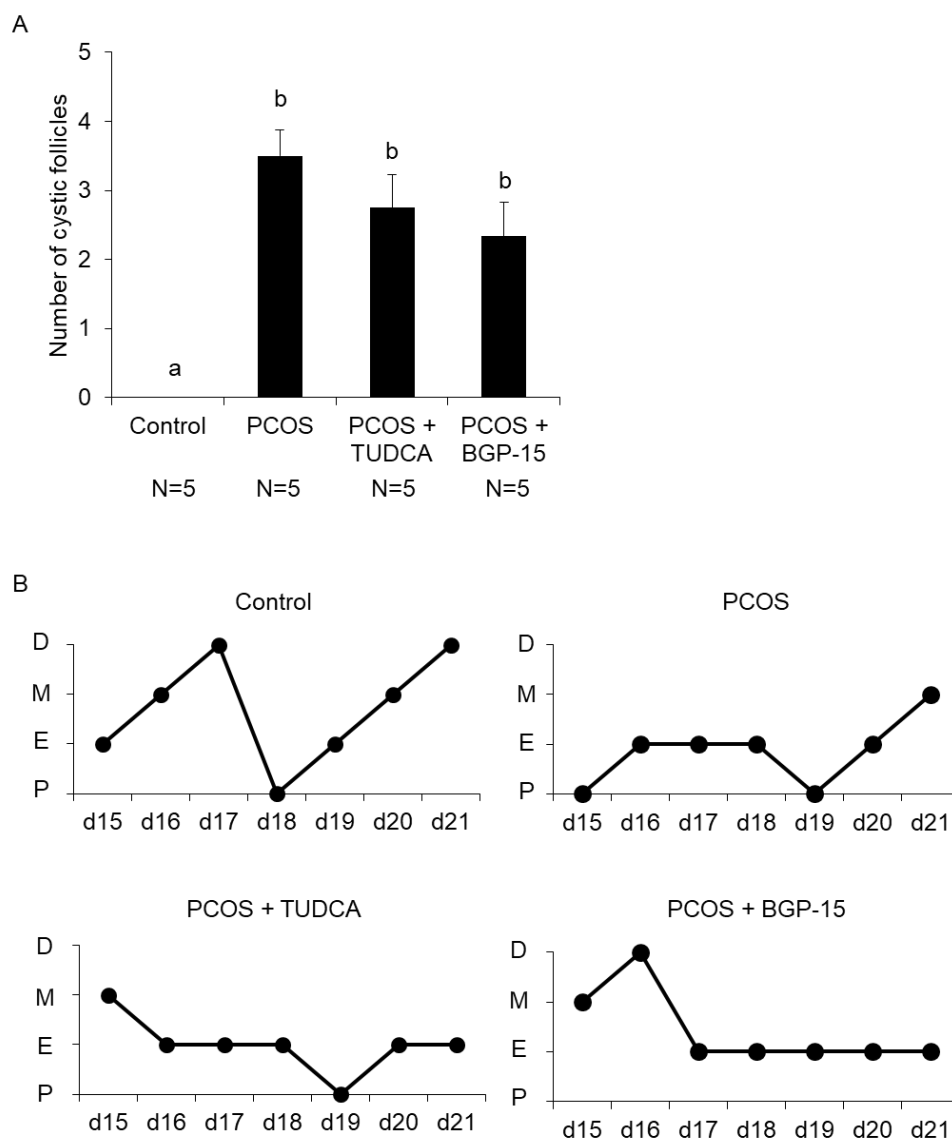 A
Number of cystic follicles
5
4
3
2
1
0
a
b
b
b
Control
PCOS
PCOS +
TUDCA
PCOS +
BGP-15
N=5
N=5
N=5
N=5
B
Control
D
M
E
P
d15 d16 d17 d18 d19 d20 d21
PCOS
D
M
E
P
d15 d16 d17 d18 d19 d20 d21
PCOS + TUDCA
D
M
E
P
d15 d16 d17 d18 d19 d20 d21
PCOS + BGP-15
D
M
E
P
d15 d16 d17 d18 d19 d20 d21